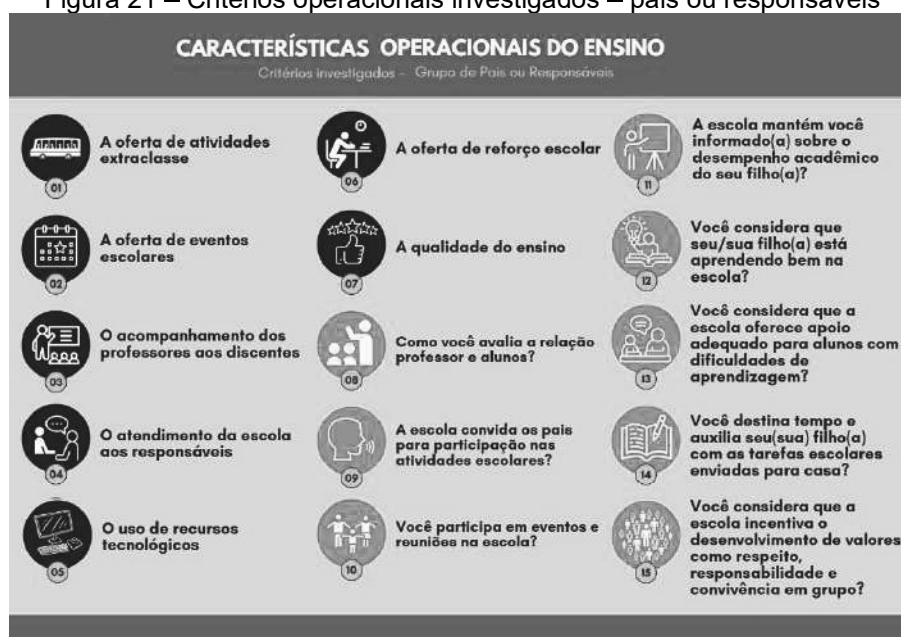 Figura 21 – Critérios operacionais investigados – pais ou responsáveis
CARACTERÍSTICAS OPERACIONAIS DO ENSINO
Critérios investigados - Grupo de Pais ou Responsáveis
A oferta de atividades
extraclasse
01
A oferta de eventos
escolares
02
O acompanhamento dos
professores aos discentes
03
O atendimento da escola
aos responsáveis
04
O uso de recursos
tecnológicos
05
A oferta de reforço escolar
06
A qualidade do ensino
07
Como você avalia a relação
professor e alunos?
08
A escola convida os pais
para participação nas
atividades escolares?
09
Você participa em eventos e
reuniões na escola?
10
A escola mantém você
informado(a) sobre o
desempenho acadêmico
do seu filho(a)?
11
Você considera que
seu/sua filho(a) está
aprendendo bem na
escola?
12
Você considera que a
escola oferece apoio
adequado para alunos com
dificuldades de
aprendizagem?
13
Você destina tempo e
auxilia seu(sua) filho(a)
com as tarefas escolares
enviadas para casa?
14
Você considera que a
escola incentiva o
desenvolvimento de valores
como respeito,
responsabilidade e
convivência em grupo?
15